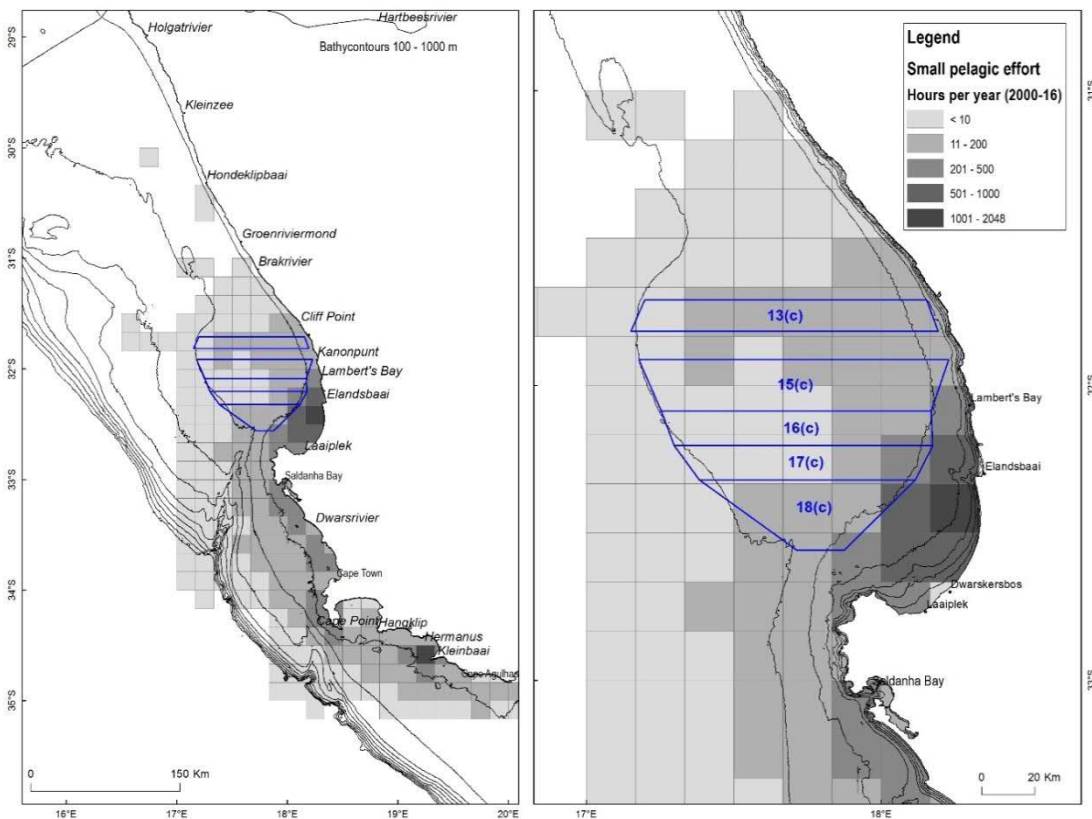 Hartbeesrivier
Holgatrivier
Bathycontours 100 - 1000 m
29°S
Kleinzee
30°S
Hondeklipbaai
Groenriviermond
31°S
Brakrivier
Cliff Point
Kanonpunt
32°S
Lambert's Bay
Elandsbaai
Laaiplek
33°S
Saldanha Bay
Dwarsrivier
Cape Town
34°S
Cape Point
Hangklip
Hermanus
Kleinbaai
Cape Agulhas
35°S
0 150 Km
16°E 17°E 18°E 19°E 20°E
Legend
Small pelagic effort
Hours per year (2000-16)
< 10
11 - 200
201 - 500
501 - 1000
1001 - 2048
31°S
13(c)
32°S
15(c)
Lambert's Bay
16(c)
17(c)
Elandsbaai
18(c)
Dwarskersbos
Laaiplek
Saldanha Bay
33°S
0 20 Km
17°E 18°E